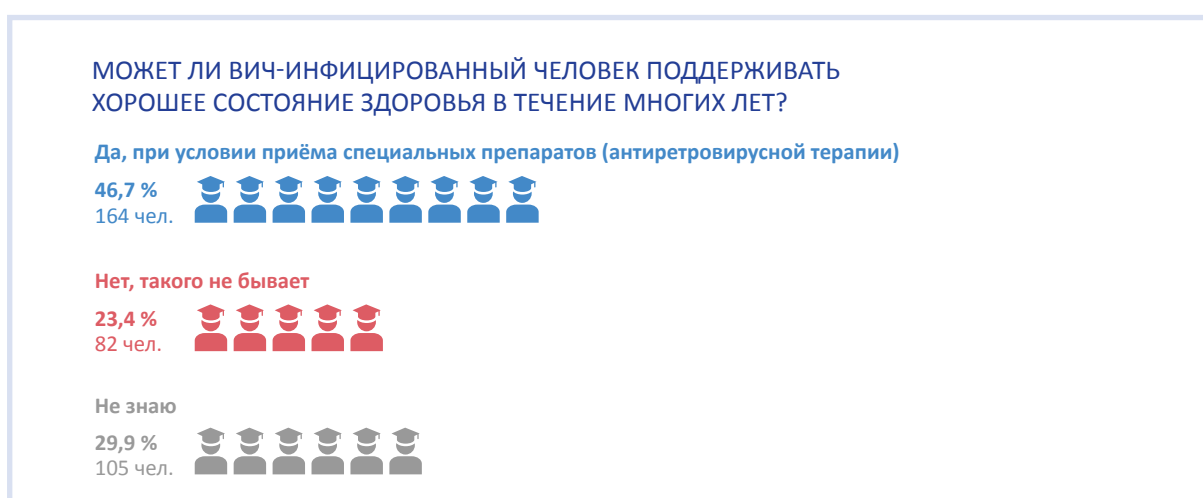 МОЖЕТ ЛИ ВИЧ-ИНФИЦИРОВАННЫЙ ЧЕЛОВЕК ПОДДЕРЖИВАТЬ
ХОРОШЕЕ СОСТОЯНИЕ ЗДОРОВЬЯ В ТЕЧЕНИЕ МНОГИХ ЛЕТ?
Да, при условии приёма специальных препаратов (антиретровирусной терапии)
46,7 %
164 чел.
Нет, такого не бывает
23,4 %
82 чел.
Не знаю
29,9 %
105 чел.